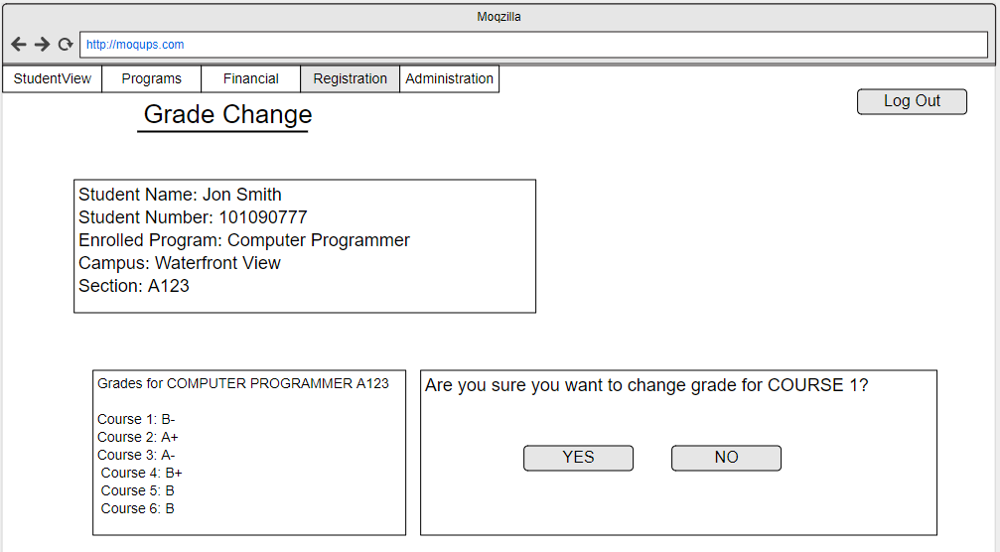 Moqzilla
http://moqups.com
StudentView Programs Financial Registration Administration
Log Out
Grade Change
Student Name: Jon Smith
Student Number: 101090777
Enrolled Program: Computer Programmer
Campus: Waterfront View
Section: A123
Grades for COMPUTER PROGRAMMER A123
Course 1: B-
Course 2: A+
Course 3: A-
Course 4: B+
Course 5: B
Course 6: B
Are you sure you want to change grade for COURSE 1?
YES NO